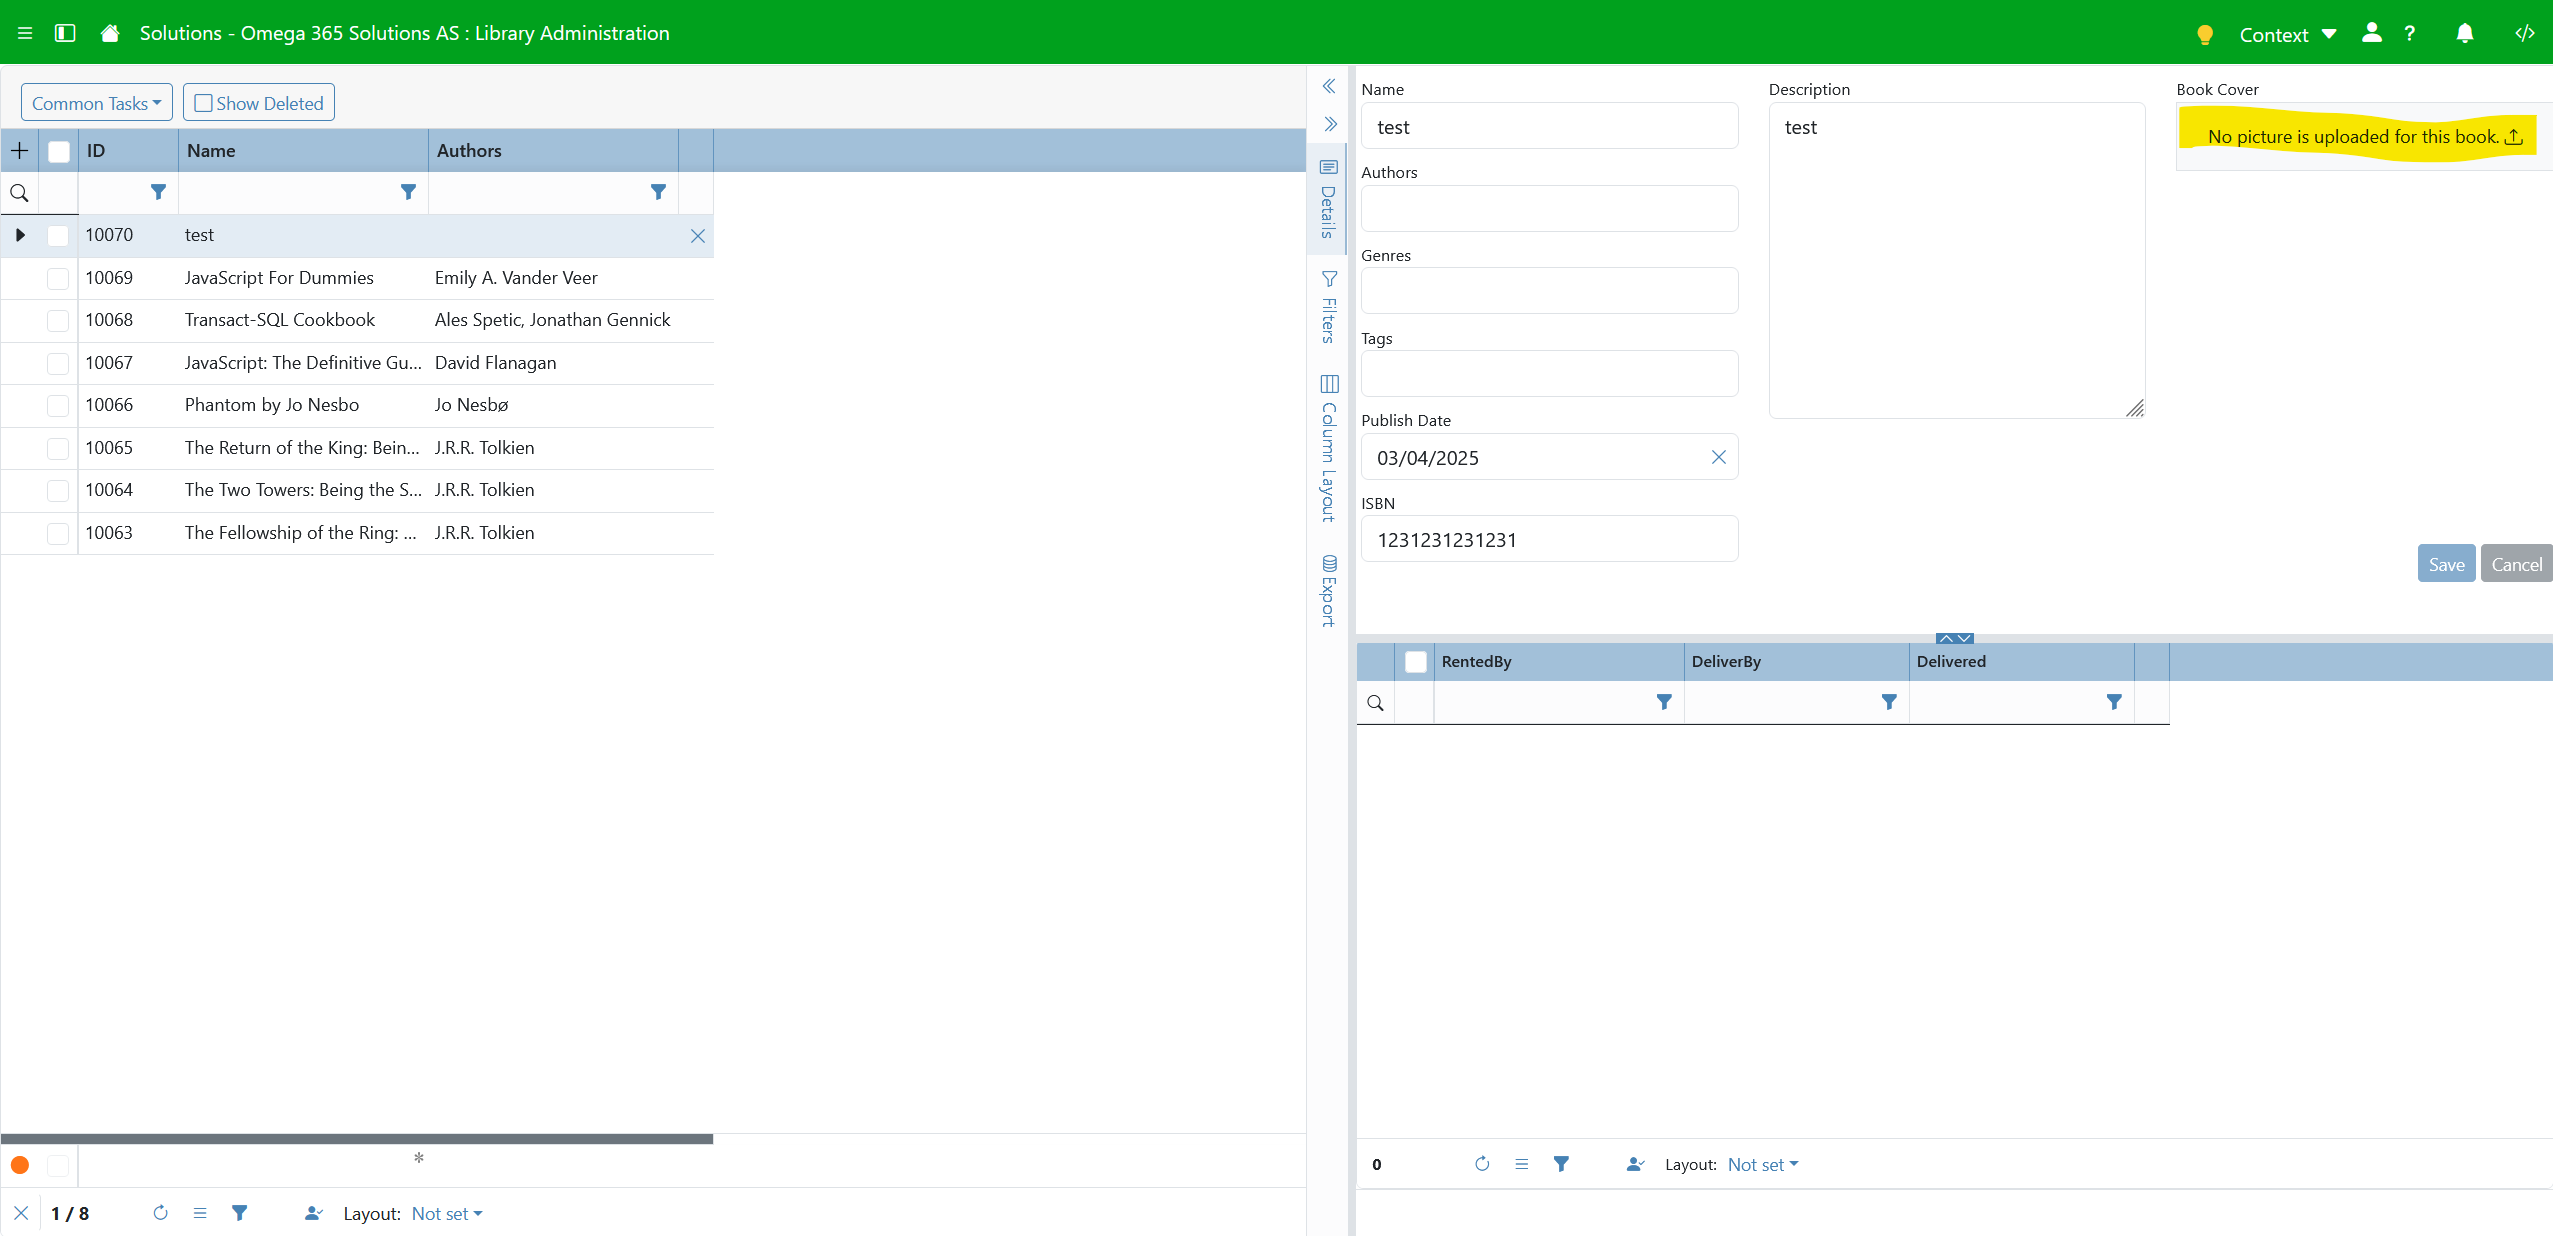 Solutions - Omega 365 Solutions AS : Library Administration
Context
?
Common Tasks
Show Deleted
ID Name Authors
10070 test
10069 JavaScript For Dummies Emily A. Vander Veer
10068 Transact-SQL Cookbook Ales Spetic, Jonathan Gennick
10067 JavaScript: The Definitive Gu... David Flanagan
10066 Phantom by Jo Nesbo Jo Nesbø
10065 The Return of the King: Bein... J.R.R. Tolkien
10064 The Two Towers: Being the S... J.R.R. Tolkien
10063 The Fellowship of the Ring: ... J.R.R. Tolkien
*
1 / 8
Layout: Not set
Details
Filters
Column Layout
Export
Name
test
Authors
Genres
Tags
Publish Date
03/04/2025
ISBN
1231231231231
Description
test
Book Cover
No picture is uploaded for this book.
Save Cancel
RentedBy DeliverBy Delivered
0
Layout: Not set